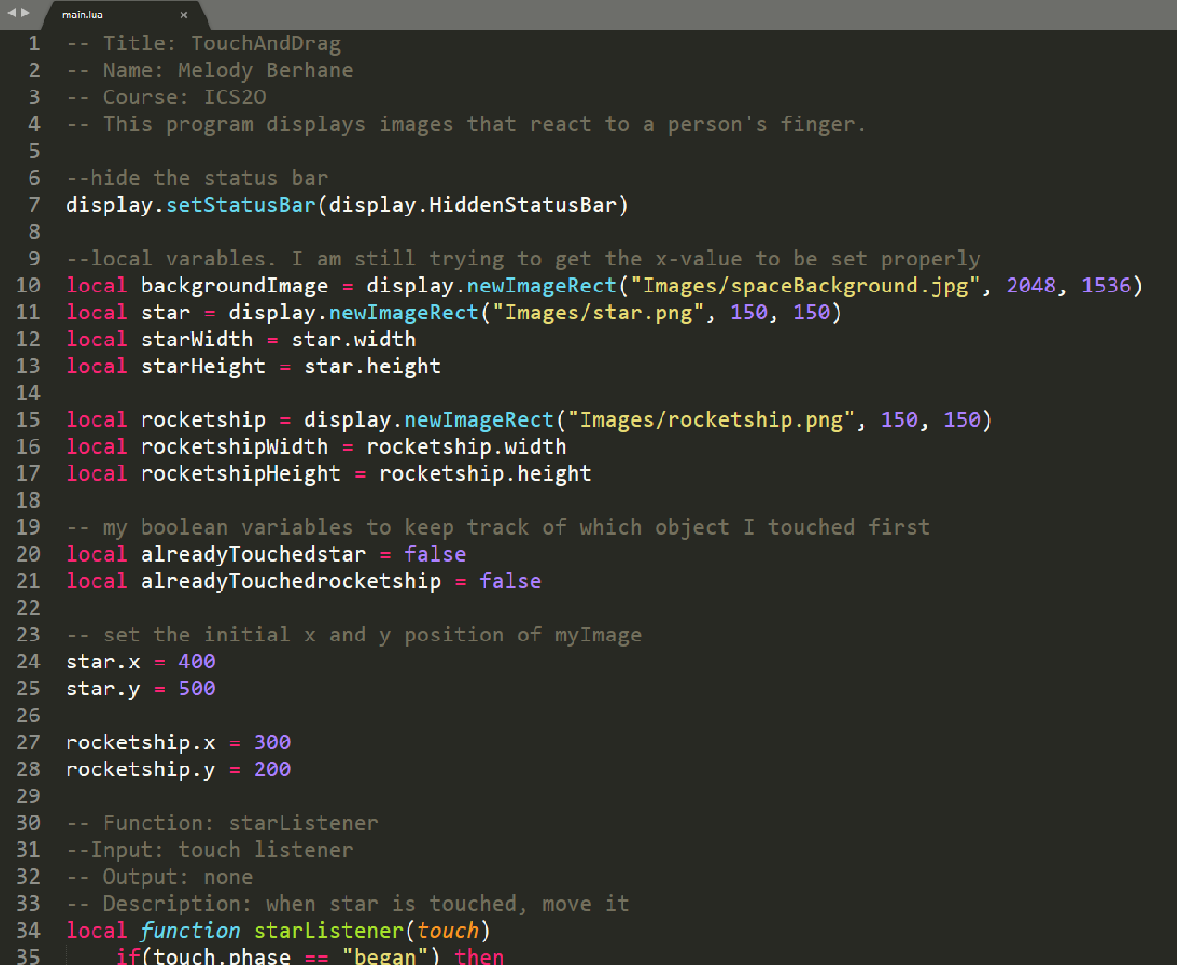 main.lua ×
1 -- Title: TouchAndDrag
2 -- Name: Melody Berhane
3 -- Course: ICS2O
4 -- This program displays images that react to a person's finger.
5
6 --hide the status bar
7 display.setStatusBar(display.HiddenStatusBar)
8
9 --local varables. I am still trying to get the x-value to be set properly
10 local backgroundImage = display.newImageRect("Images/spaceBackground.jpg", 2048, 1536)
11 local star = display.newImageRect("Images/star.png", 150, 150)
12 local starWidth = star.width
13 local starHeight = star.height
14
15 local rocketship = display.newImageRect("Images/rocketship.png", 150, 150)
16 local rocketshipWidth = rocketship.width
17 local rocketshipHeight = rocketship.height
18
19 -- my boolean variables to keep track of which object I touched first
20 local alreadyTouchedstar = false
21 local alreadyTouchedrocketship = false
22
23 -- set the initial x and y position of myImage
24 star.x = 400
25 star.y = 500
26
27 rocketship.x = 300
28 rocketship.y = 200
29
30 -- Function: starListener
31 --Input: touch listener
32 -- Output: none
33 -- Description: when star is touched, move it
34 local function starListener(touch)
35 if(touch.phase == "began") then